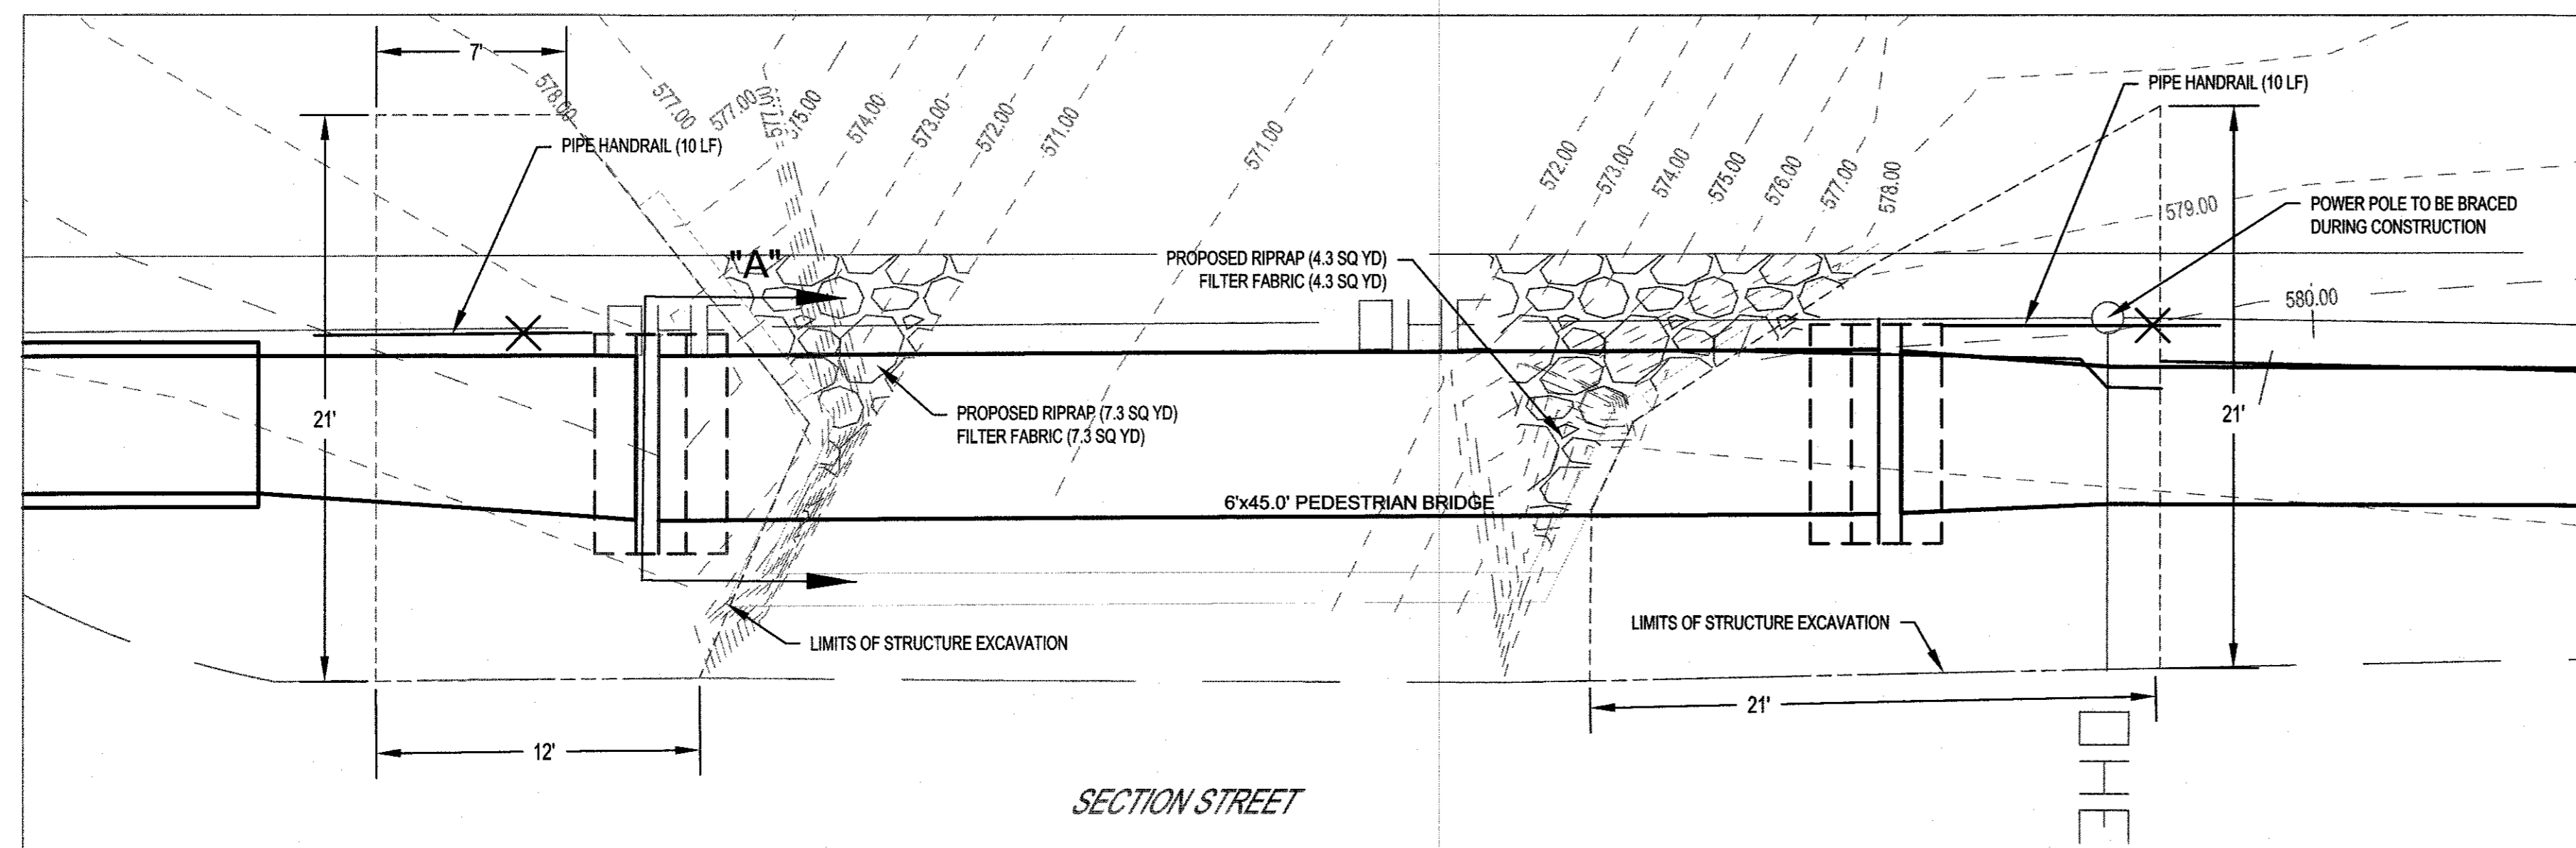 7'
578.00
577.00
577.00
577.00
575.00
574.00
573.00
572.00
571.00
571.00
572.00
573.00
574.00
575.00
576.00
577.00
578.00
579.00
580.00
PIPE HANDRAIL (10 LF)
PIPE HANDRAIL (10 LF)
POWER POLE TO BE BRACED
DURING CONSTRUCTION
"A"
PROPOSED RIPRAP (4.3 SQ YD)
FILTER FABRIC (4.3 SQ YD)
OHE
21'
PROPOSED RIPRAP (7.3 SQ YD)
FILTER FABRIC (7.3 SQ YD)
21'
6'x45.0' PEDESTRIAN BRIDGE
LIMITS OF STRUCTURE EXCAVATION
LIMITS OF STRUCTURE EXCAVATION
21'
12'
SECTION STREET
OHE